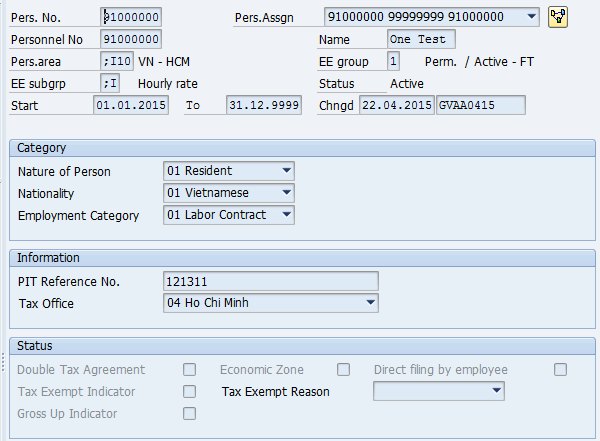 Pers. No. 91000000 Pers.Assgn 91000000 99999999 91000000
Personnel No 91000000 Name One Test
Pers.area ;I10 VN - HCM EE group 1 Perm. / Active - FT
EE subgrp ;I Hourly rate Status Active
Start 01.01.2015 To 31.12.9999 Chngd 22.04.2015 GVAA0415
Category
Nature of Person 01 Resident
Nationality 01 Vietnamese
Employment Category 01 Labor Contract
Information
PIT Reference No. 121311
Tax Office 04 Ho Chi Minh
Status
Double Tax Agreement Economic Zone Direct filing by employee
Tax Exempt Indicator Tax Exempt Reason
Gross Up Indicator